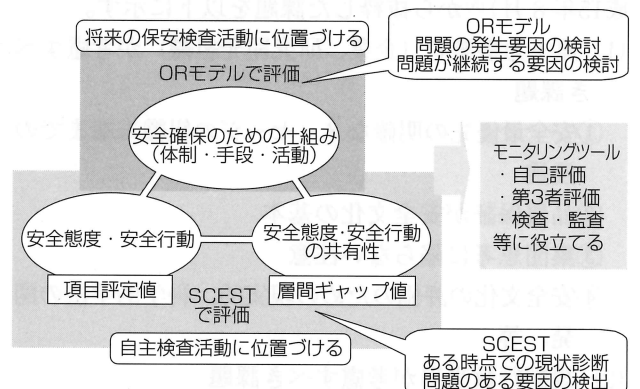 将来の保安検査活動に位置づける
ORモデル
問題の発生要因の検討
問題が継続する要因の検討
ORモデルで評価
安全確保のための仕組み
(体制・手段・活動)
モニタリングツール
・自己評価
・第3者評価
・検査・監査
等に役立てる
安全態度・安全行動
安全態度・安全行動
の共有性
項目評定値
層間ギャップ値
SCEST
で評価
自主検査活動に位置づける
SCEST
ある時点での現状診断
問題のある要因の検出